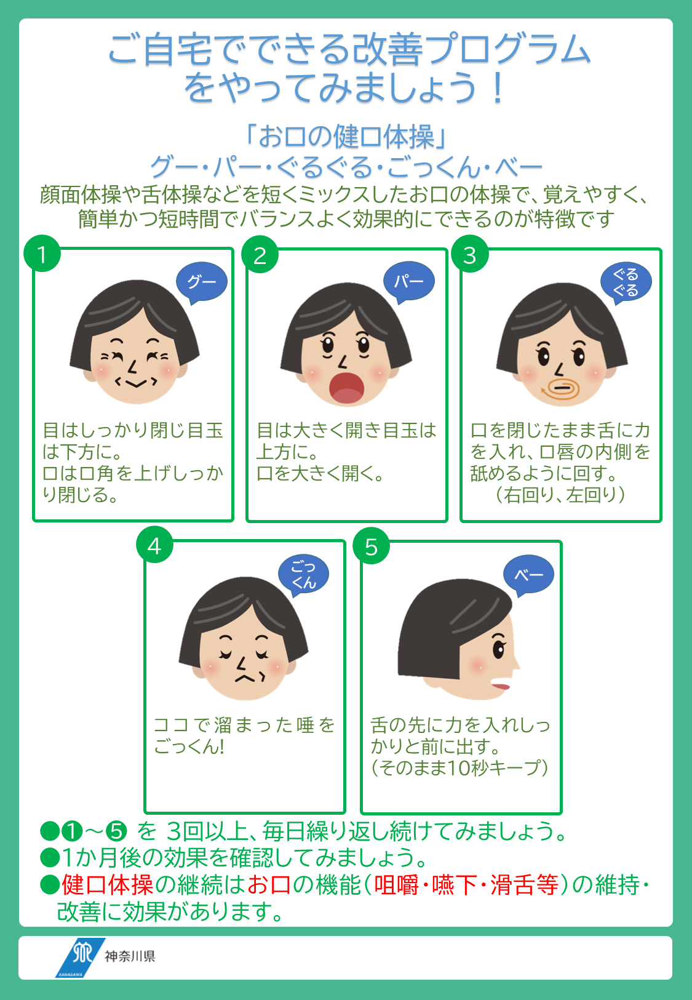 ご自宅でできる改善プログラム
をやってみましょう！
「お口の健口体操」
グー・パー・ぐるぐる・ごっくん・べー
顔面体操や舌体操などを短くミックスしたお口の体操で、覚えやすく、
簡単かつ短時間でバランスよく効果的にできるのが特徴です
1
グー
目はしっかり閉じ目玉
は下方に。
口は口角を上げしっか
り閉じる。
2
パー
目は大きく開き目玉は
上方に。
口を大きく開く。
3
ぐる
ぐる
口を閉じたまま舌に力
を入れ、口唇の内側を
舐めるように回す。
（右回り、左回り）
4
ごっ
くん
ココで溜まった唾を
ごっくん!
5
べー
舌の先に力を入れしっ
かりと前に出す。
（そのまま10秒キープ）
●❶～❺ を 3回以上、毎日繰り返し続けてみましょう。
●1か月後の効果を確認してみましょう。
●健口体操の継続はお口の機能（咀嚼・嚥下・滑舌等）の維持・
改善に効果があります。
KANAGAWA
神奈川県